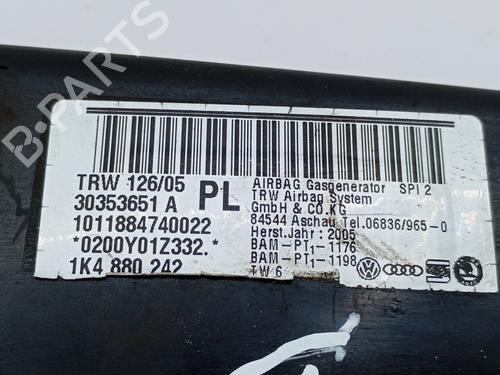 B-PARTS
TRW 126/05
30353651 A
1011884740022
*0200Y01Z332.*
1K4 880 242
PL
AIRBAG Gasgenerator SPI 2
TRW Airbag System
GmbH & CO.KG
84544 Aschau Tel.06836/965-0
Herst.Jahr: 2005
BAM-PT1-1176
BAM-PT1-1198
TW 6